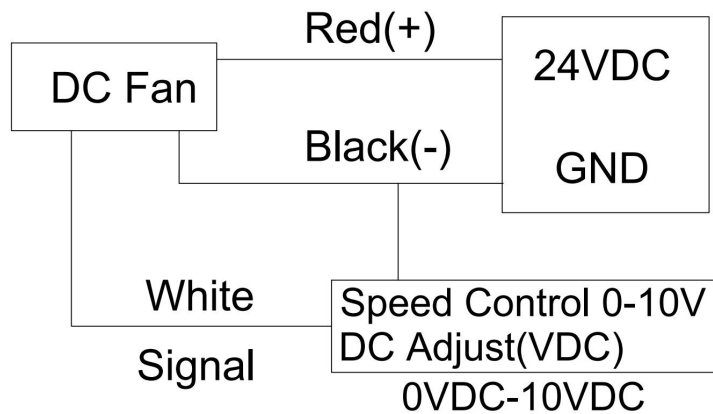 Red(+)
DC Fan
24VDC
Black(-)
GND
White
Signal
Speed Control 0-10V
DC Adjust(VDC)
0VDC-10VDC